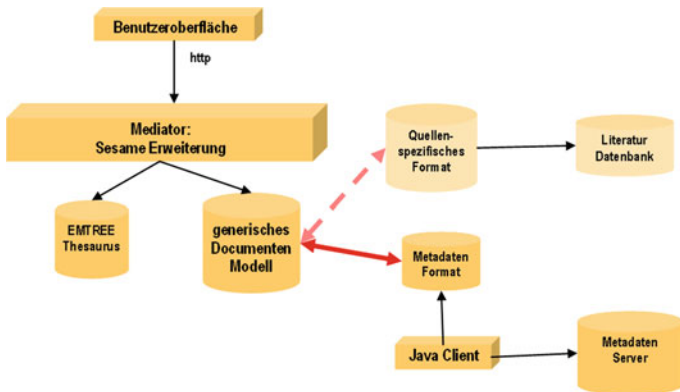 Benutzeroberfläche
http
Mediator:
Sesame Erweiterung
Quellen-
spezifisches
Format
Literatur
Datenbank
EMTREE
Thesaurus
generisches
Documenten
Modell
Metadaten
Format
Java Client
Metadaten
Server